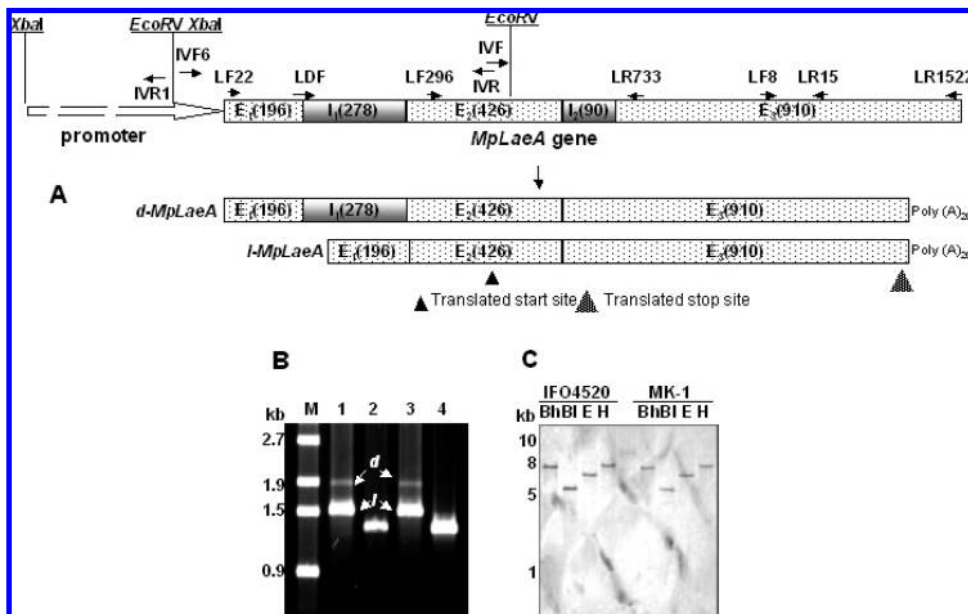 XbaI EcoRV XbaI EcoRV
IVF6 IVF
LF22 LDF LF296 LR733 LF8 LR15 LR1522
IVR1 IVR
E1(196) I1(278) E2(426) I2(90) E3(910)
promoter MpLaeA gene
A
d-MpLaeA E1(196) I1(278) E2(426) E3(910) Poly (A)26
l-MpLaeA E1(196) E2(426) E3(910) Poly (A)26
Translated start site Translated stop site
B
kb M 1 2 3 4
2.7
d
1.9
l
1.5
0.9
C
IFO4520 MK-1
kb Bh Bl E H Bh Bl E H
10
8
5
1